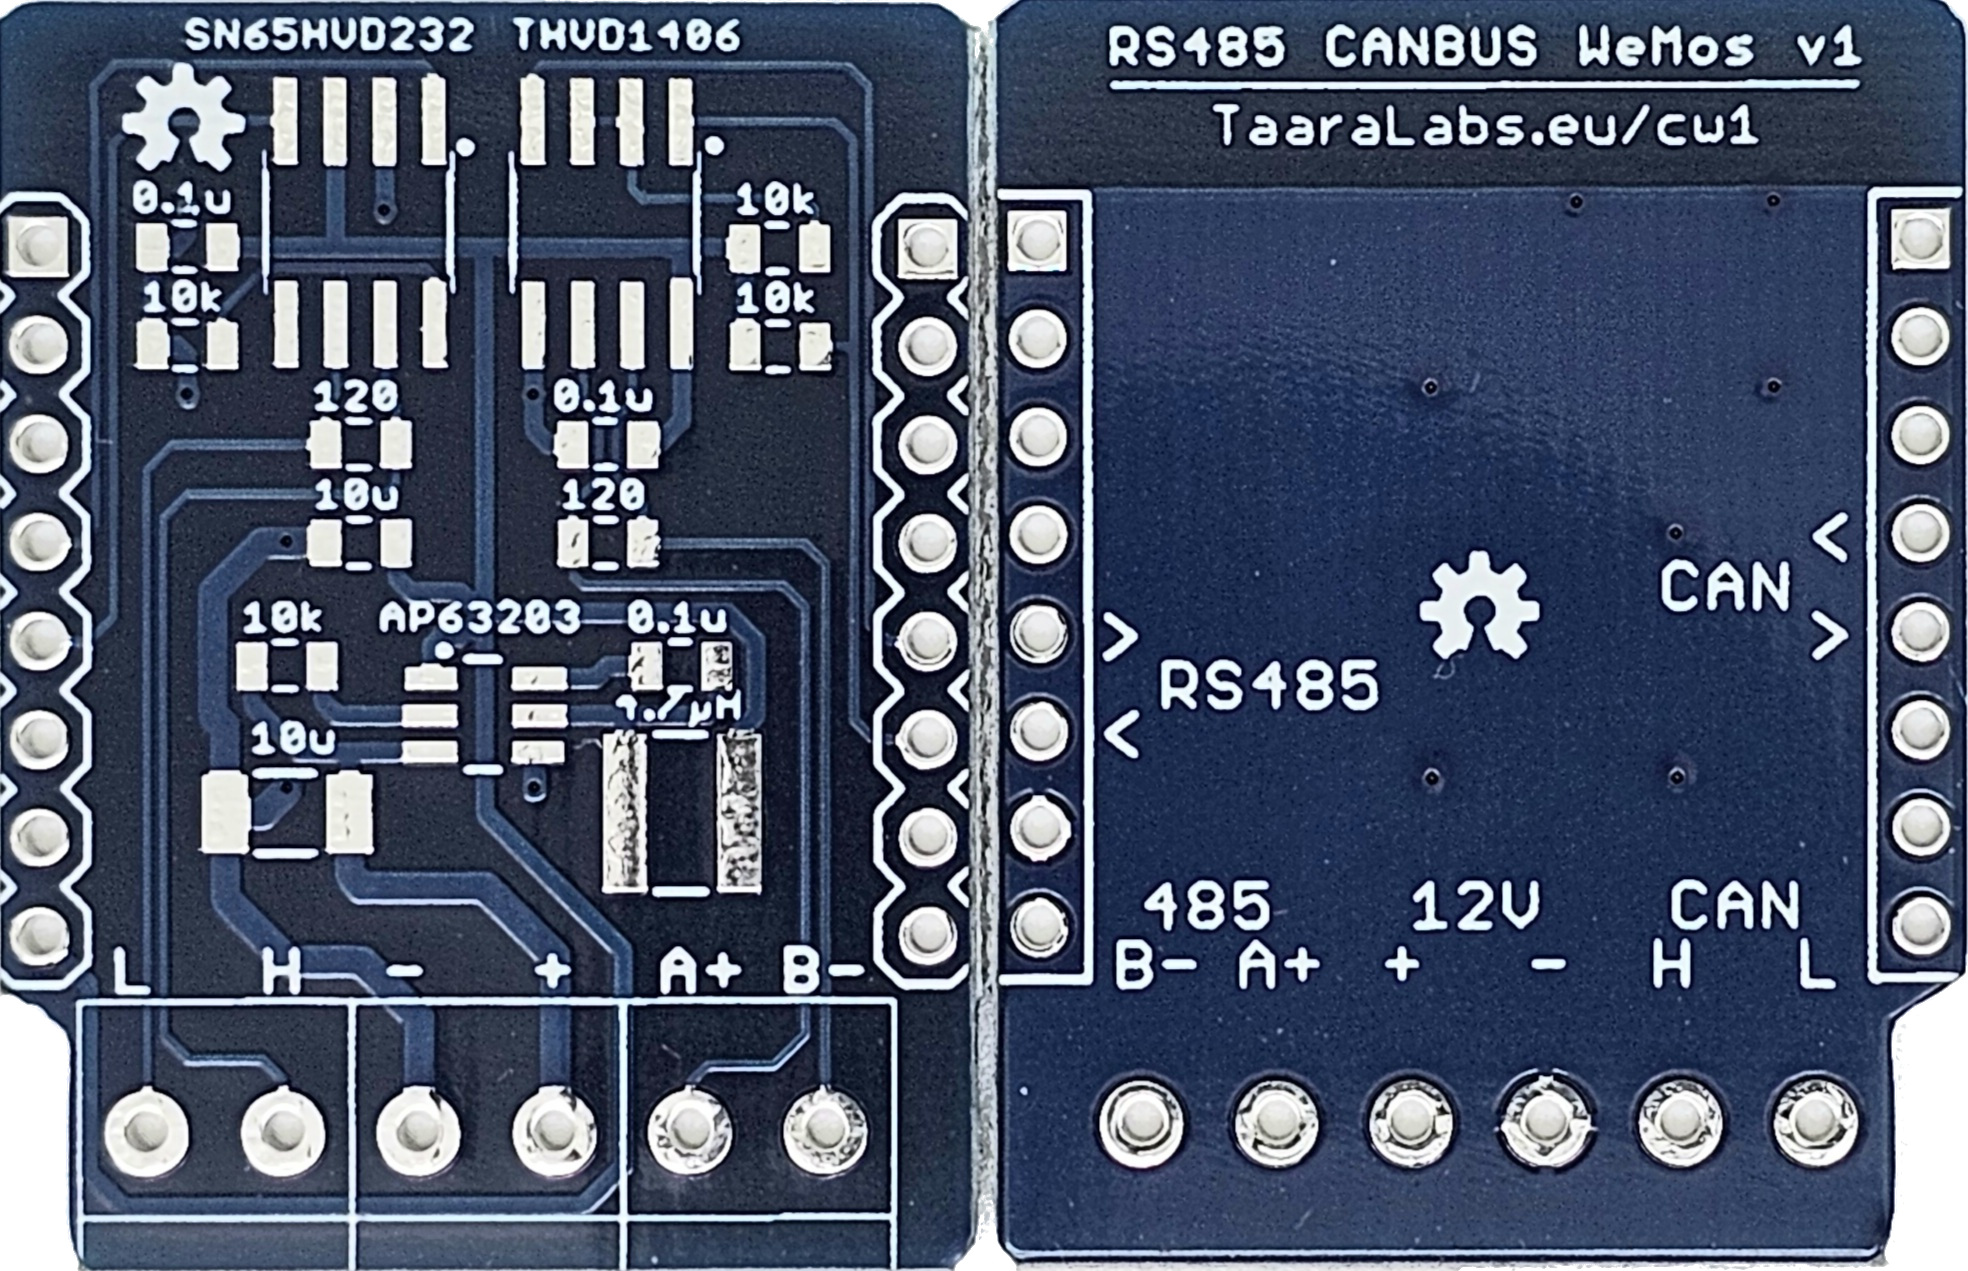 SN65HVD232 THVD1406
0.1u
10k
10k
10k
120
0.1u
10u
120
10k
AP63203
0.1u
4.7µH
10u
L H - + A+ B-
RS485 CANBUS WeMos v1
TaaraLabs.eu/cw1
<
CAN
>
>
RS485
<
485 12V CAN
B- A+ + - H L